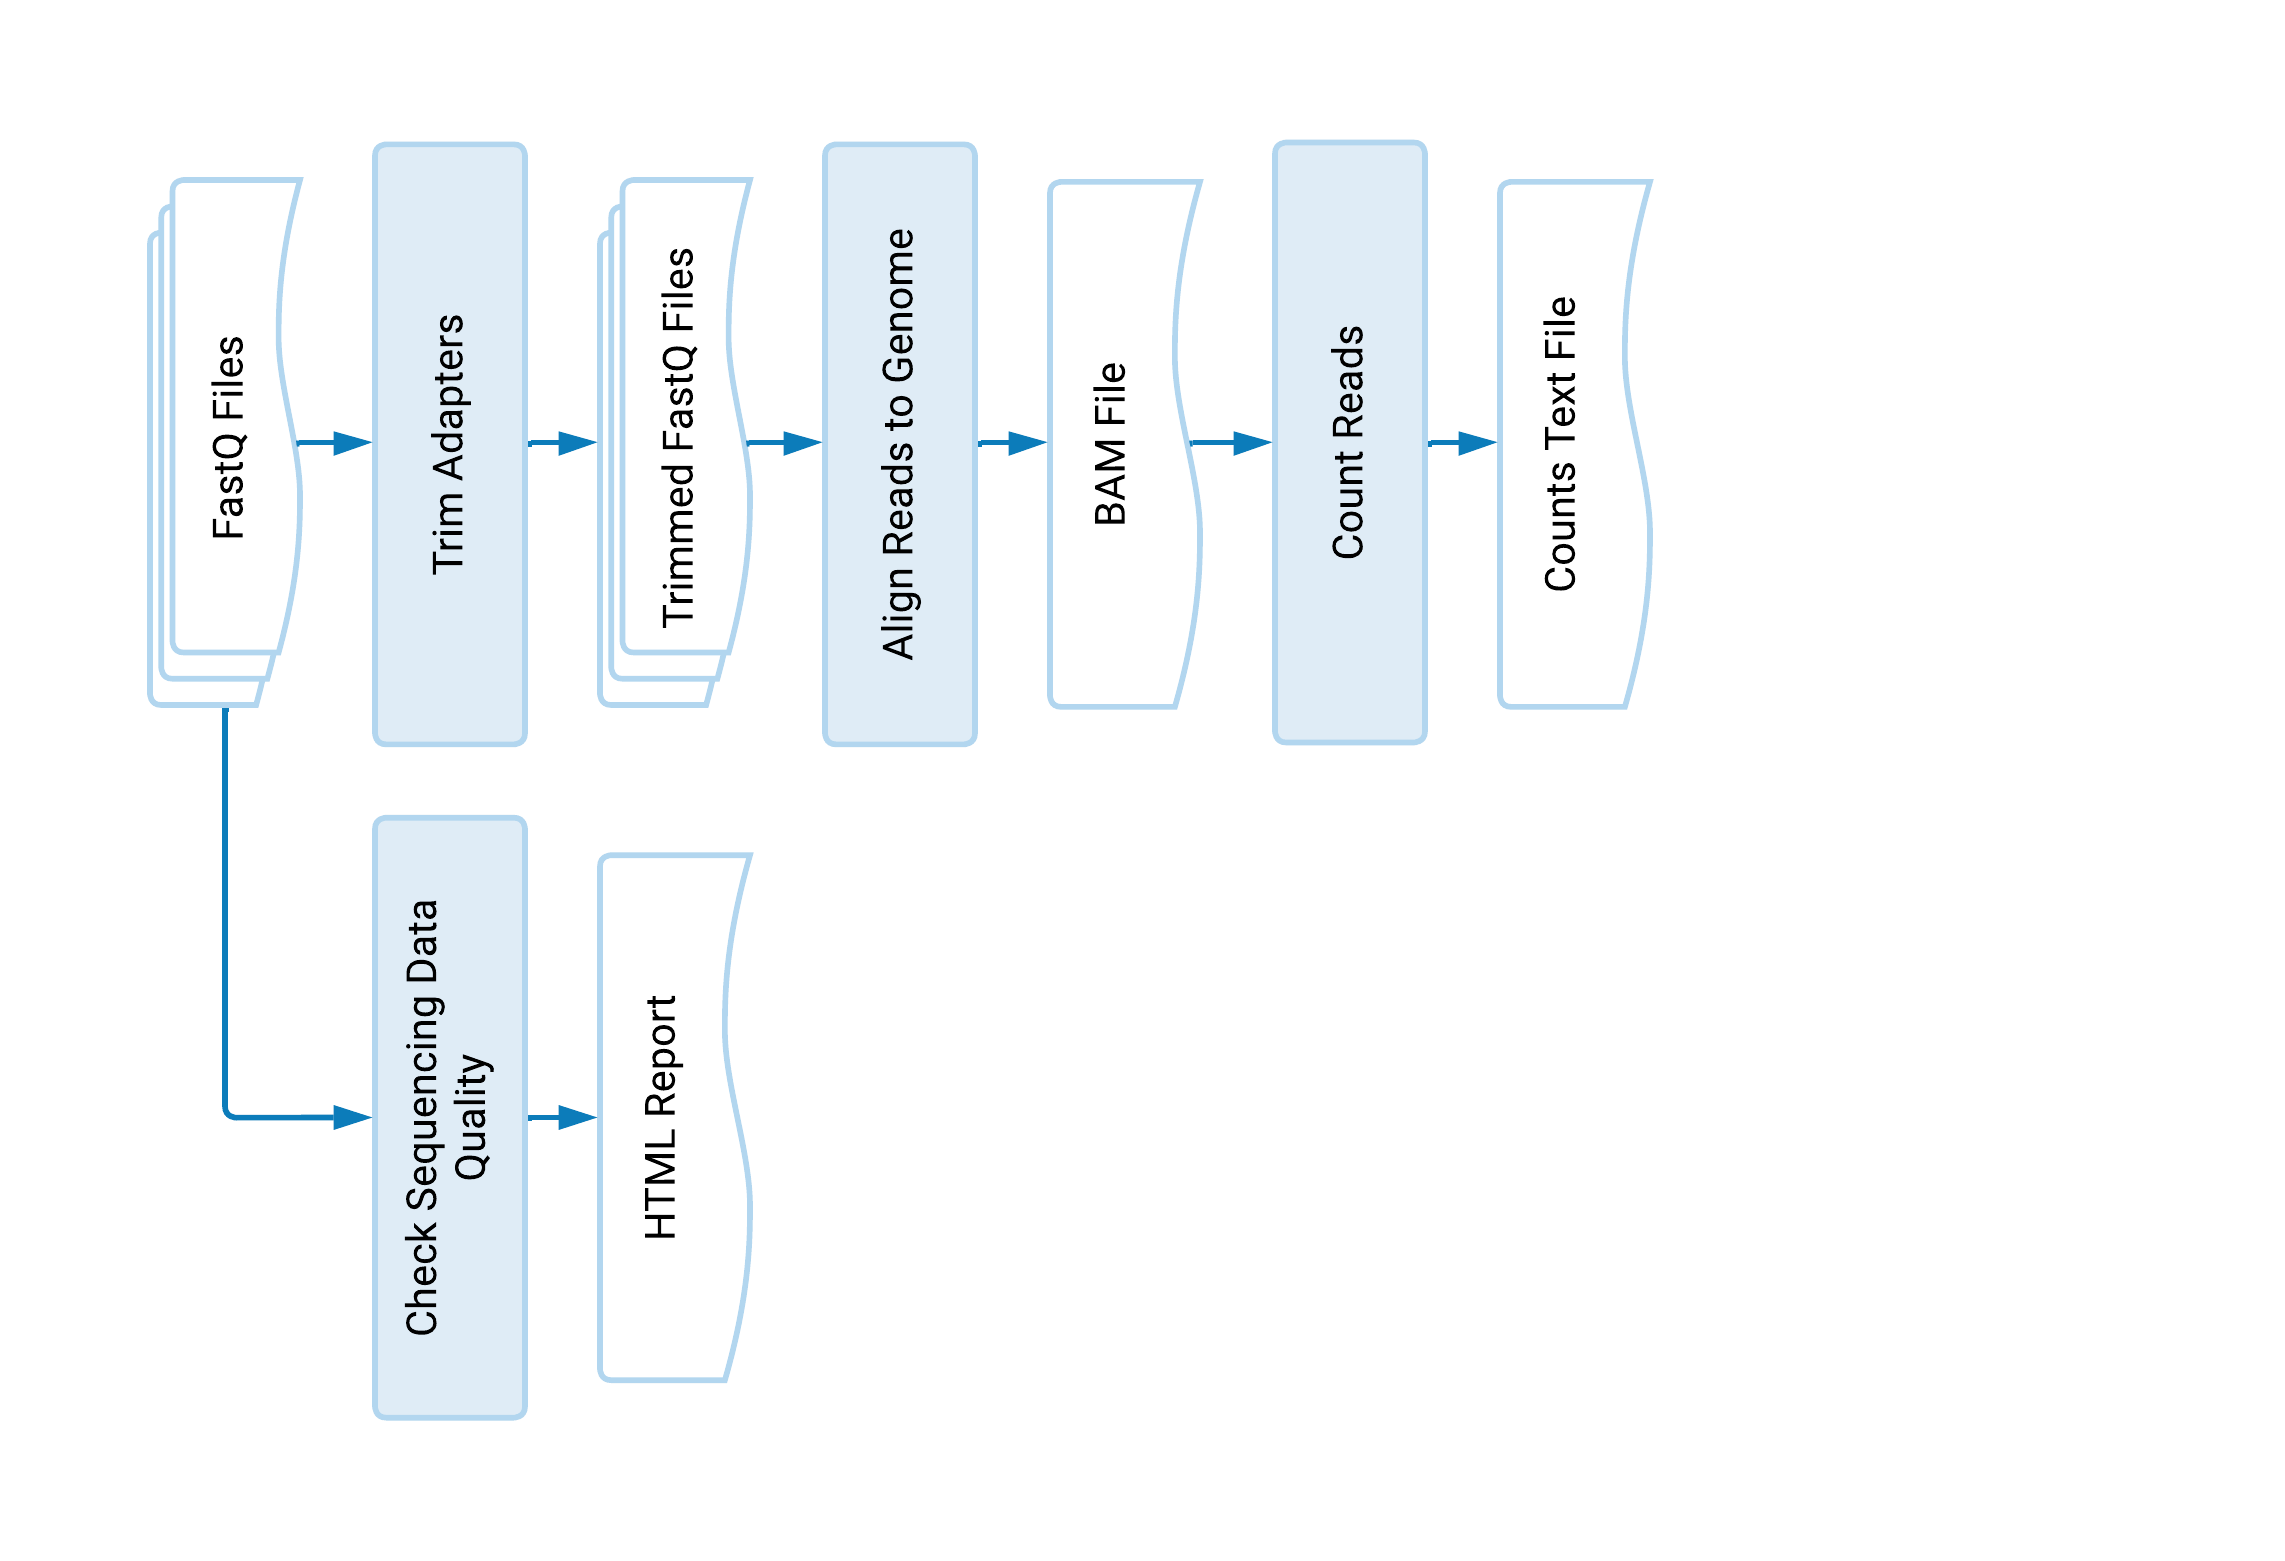 FastQ Files
Trim Adapters
Trimmed FastQ Files
Align Reads to Genome
BAM File
Count Reads
Counts Text File
Check Sequencing Data
Quality
HTML Report